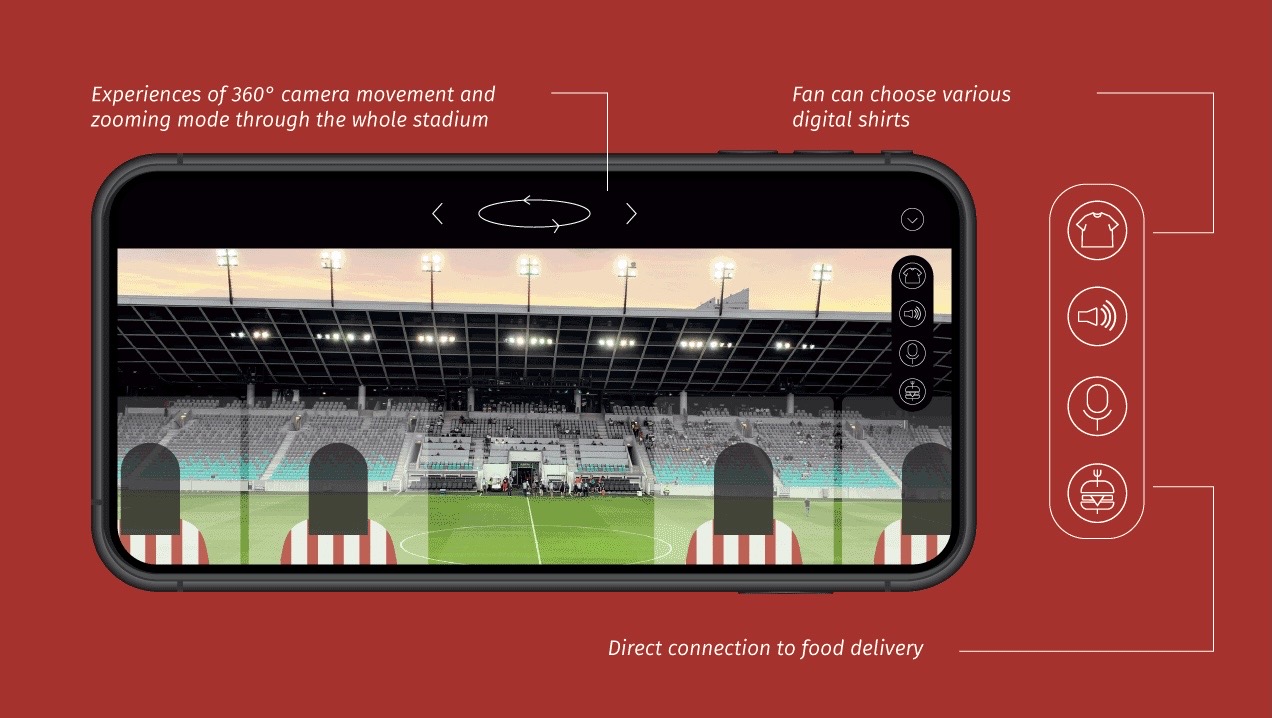 Experiences of 360° camera movement and
zooming mode through the whole stadium
Fan can choose various
digital shirts
Direct connection to food delivery